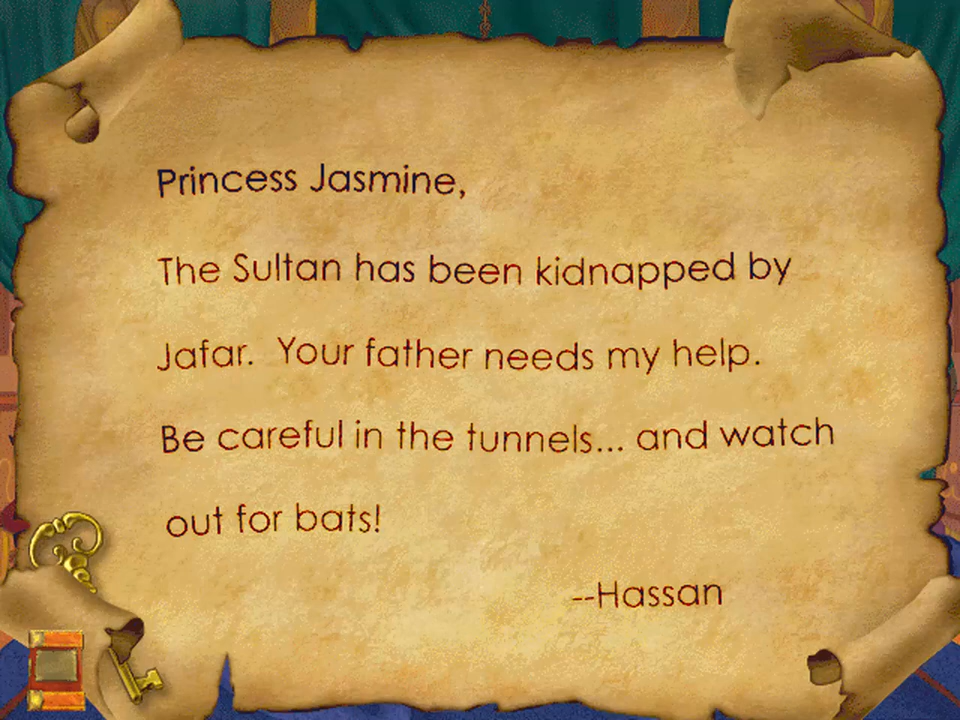 Princess Jasmine,
The Sultan has been kidnapped by
Jafar. Your father needs my help.
Be careful in the tunnels... and watch
out for bats!
--Hassan